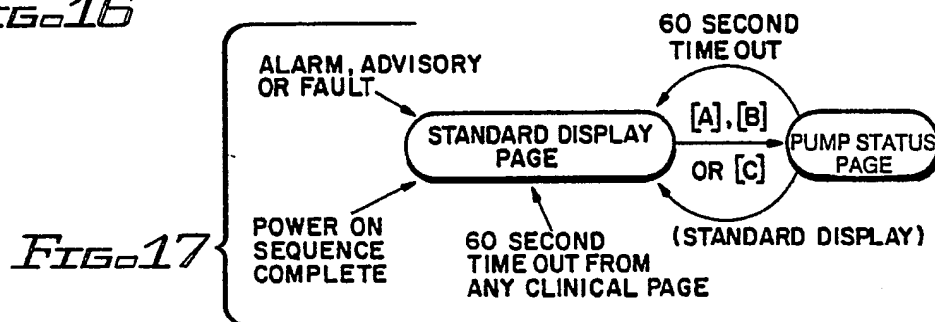 FIG. 16
60 SECOND
TIME OUT
ALARM, ADVISORY
OR FAULT
STANDARD DISPLAY
PAGE
[A],[B]
OR [C]
PUMP STATUS
PAGE
FIG. 17
POWER ON
SEQUENCE
COMPLETE
60 SECOND
TIME OUT FROM
ANY CLINICAL PAGE
(STANDARD DISPLAY)